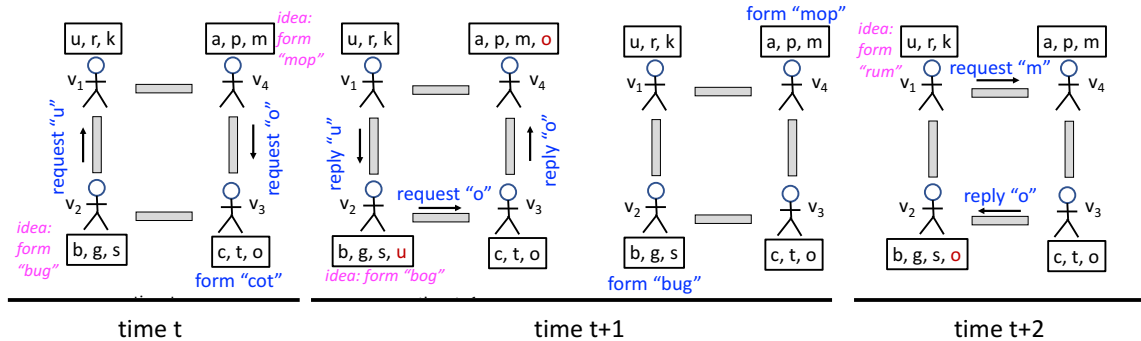 idea:
form
"mop"
u, r, k
a, p, m
v1
v4
request "u"
request "o"
v2
v3
idea:
form
"bug"
b, g, s
c, t, o
form "cot"
time t
u, r, k
a, p, m, o
v1
v4
reply "u"
request "o"
reply "o"
v2
v3
b, g, s, u
c, t, o
idea: form "bog"
form "mop"
u, r, k
a, p, m
v1
v4
v2
v3
b, g, s
c, t, o
form "bug"
time t+1
idea:
form
"rum"
u, r, k
a, p, m
request "m"
v1
v4
reply "o"
v2
v3
b, g, s, o
c, t, o
time t+2